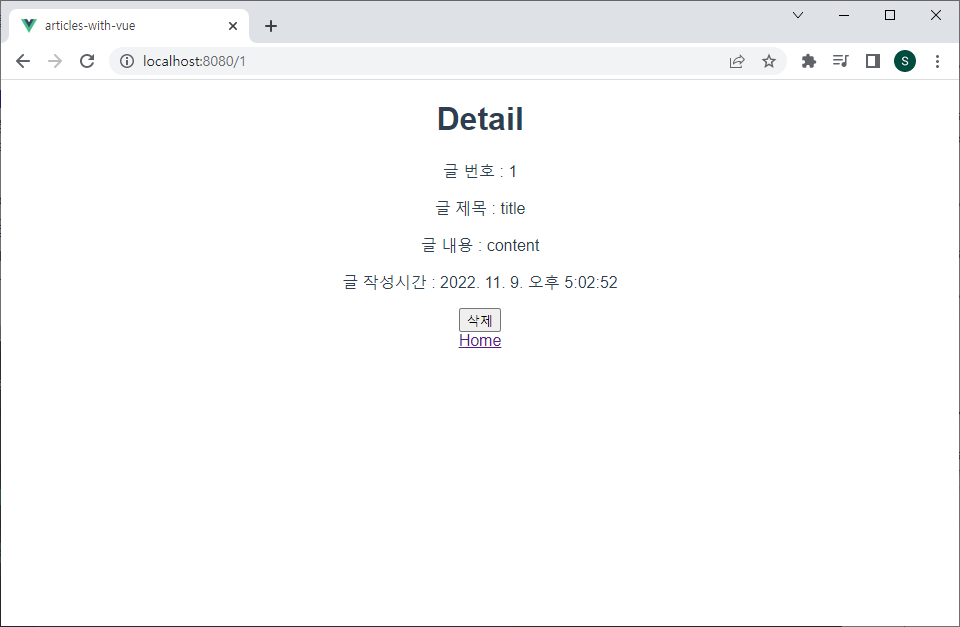 articles-with-vue
localhost:8080/1
S
Detail
글 번호 : 1
글 제목 : title
글 내용 : content
글 작성시간 : 2022. 11. 9. 오후 5:02:52
삭제
Home